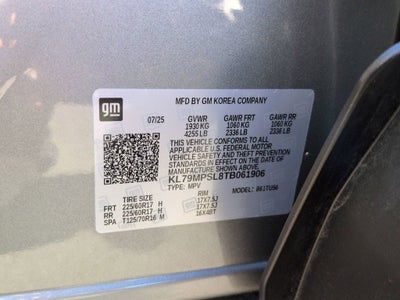 gm
MFD BY GM KOREA COMPANY
07/25 GVWR GAWR FRT GAWR RR
1930 KG 1060 KG 1060 KG
4255 LB 2336 LB 2336 LB
THIS VEHICLE CONFORMS TO ALL
APPLICABLE U.S. FEDERAL MOTOR
VEHICLE SAFETY AND THEFT PREVENTION
STANDARDS IN EFFECT ON THE DATE OF
MANUFACTURE SHOWN ABOVE.
KL79MPSL8TB061906
TYPE: MPV MODEL: 861TU56
TIRE SIZE RIM
FRT 225/60R17 H 17X7.5J
RR 225/60R17 H 17X7.5J
SPA T125/70R16 M 16X4BT